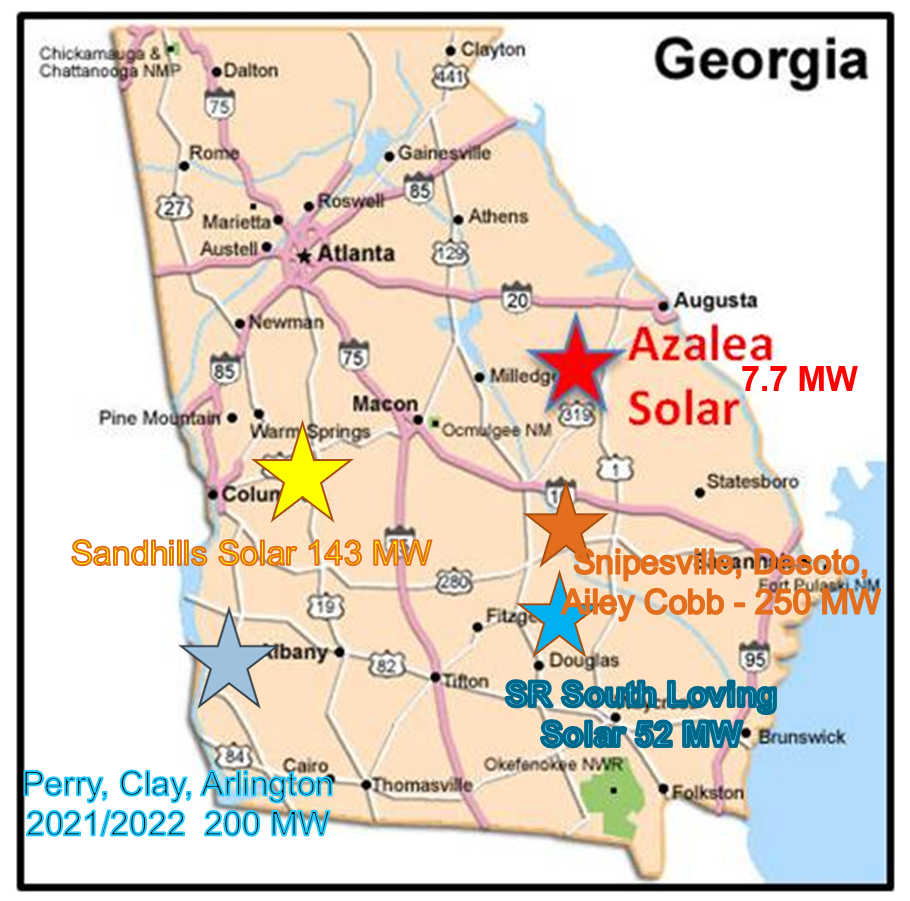 Georgia
Chickamauga &
Chattanooga NMP
Clayton
Dalton
441
75
Rome
Gainesville
85
27
Roswell
Marietta
Athens
Austell
Atlanta
129
20
Augusta
Newman
75
85
Azalea
7.7 MW
Solar
Macon
319
Pine Mountain
Warm Springs
Ocmulgee NM
1
Statesboro
Sandhills Solar 143 MW
Snipesville, Desoto,
Fort Pulaski NM
Ailey Cobb - 250 MW
280
19
Albany
82
Douglas
95
Tifton
SR South Loving
Solar 52 MW
Brunswick
84
Cairo
Okefenokee NWR
Perry, Clay, Arlington
Thomasville
Folkston
2021/2022 200 MW